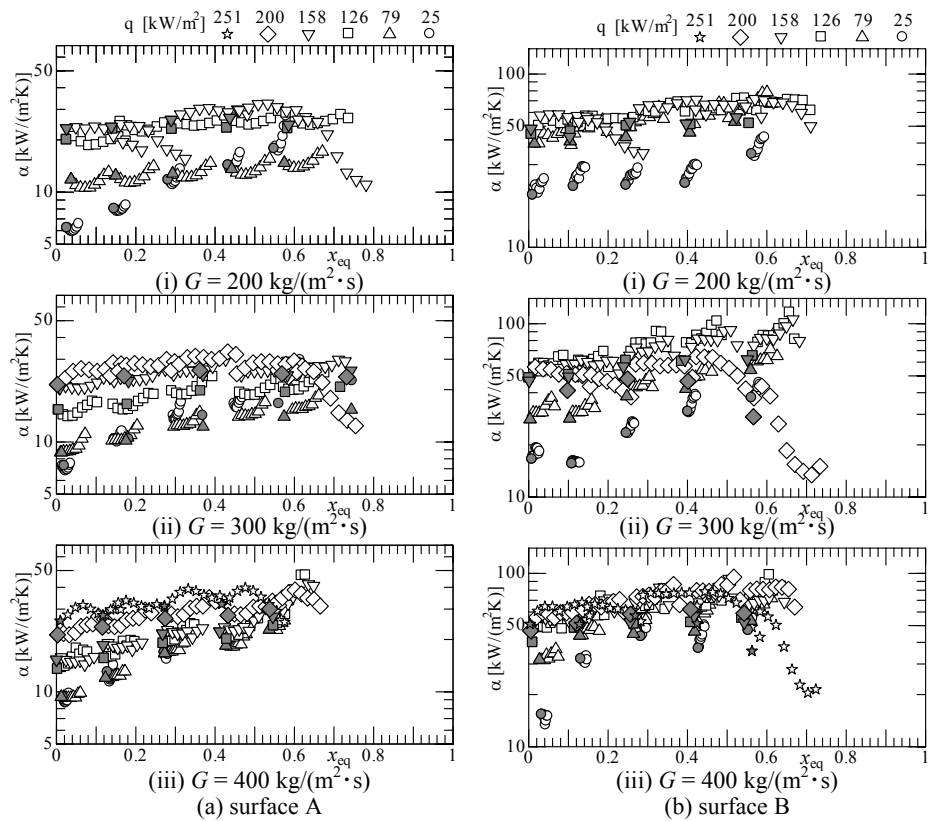 q [kW/m²] 251 200 158 126 79 25
α [kW/(m²K)]
50
10
5
0 0.2 0.4 0.6 x_eq 0.8 1
(i) G = 200 kg/(m²·s)
α [kW/(m²K)]
50
10
5
0 0.2 0.4 0.6 x_eq 0.8 1
(ii) G = 300 kg/(m²·s)
α [kW/(m²K)]
50
10
5
0 0.2 0.4 0.6 x_eq 0.8 1
(iii) G = 400 kg/(m²·s)
(a) surface A
q [kW/m²] 251 200 158 126 79 25
α [kW/(m²K)]
100
50
10
0 0.2 0.4 0.6 x_eq 0.8 1
(i) G = 200 kg/(m²·s)
α [kW/(m²K)]
100
50
10
0 0.2 0.4 0.6 x_eq 0.8 1
(ii) G = 300 kg/(m²·s)
α [kW/(m²K)]
100
50
10
0 0.2 0.4 0.6 x_eq 0.8 1
(iii) G = 400 kg/(m²·s)
(b) surface B